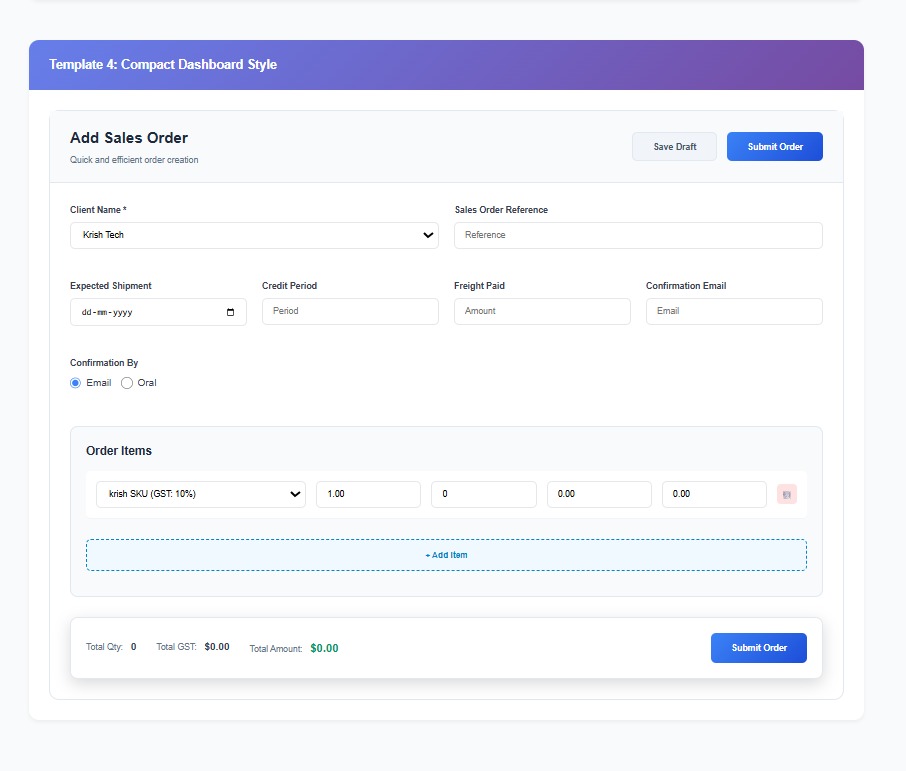 Template 4: Compact Dashboard Style
Add Sales Order
Quick and efficient order creation
Save Draft
Submit Order
Client Name *
Sales Order Reference
Krish Tech
Reference
Expected Shipment
Credit Period
Freight Paid
Confirmation Email
dd-mm-yyyy
Period
Amount
Email
Confirmation By
Email
Oral
Order Items
krish SKU (GST: 10%)
1.00
0
0.00
0.00
+ Add Item
Total Qty: 0
Total GST: $0.00
Total Amount: $0.00
Submit Order